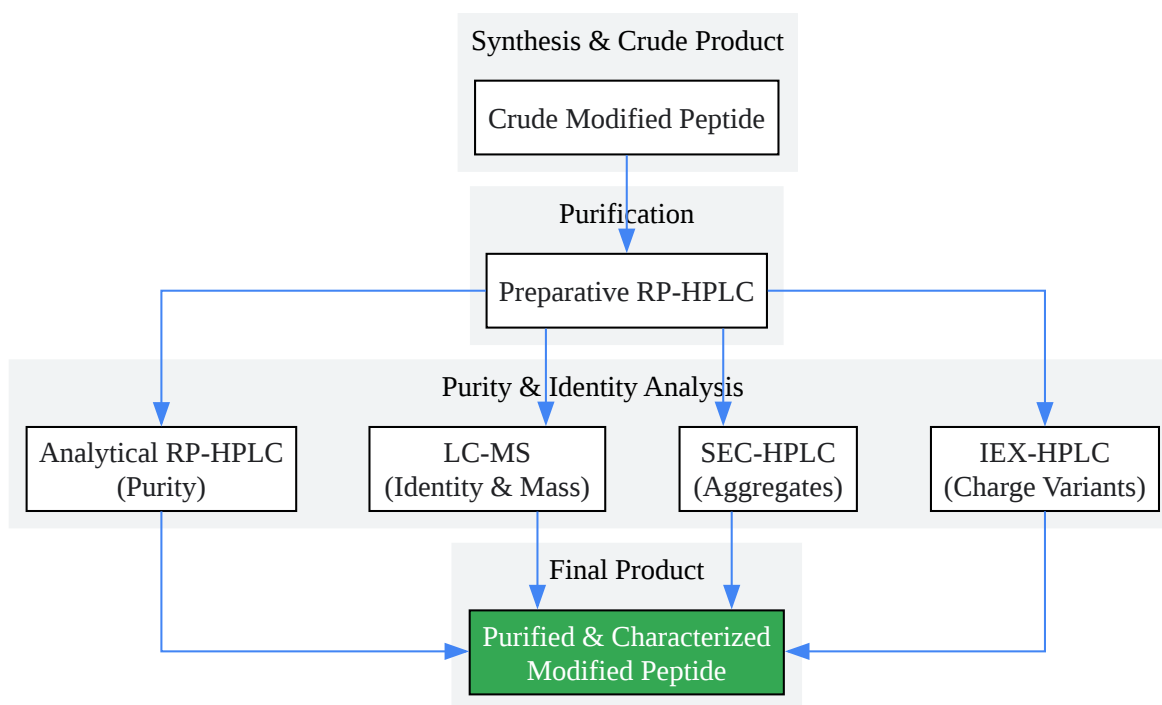 Synthesis & Crude Product
Crude Modified Peptide
Purification
Preparative RP-HPLC
Purity & Identity Analysis
Analytical RP-HPLC
(Purity)
LC-MS
(Identity & Mass)
SEC-HPLC
(Aggregates)
IEX-HPLC
(Charge Variants)
Final Product
Purified & Characterized
Modified Peptide